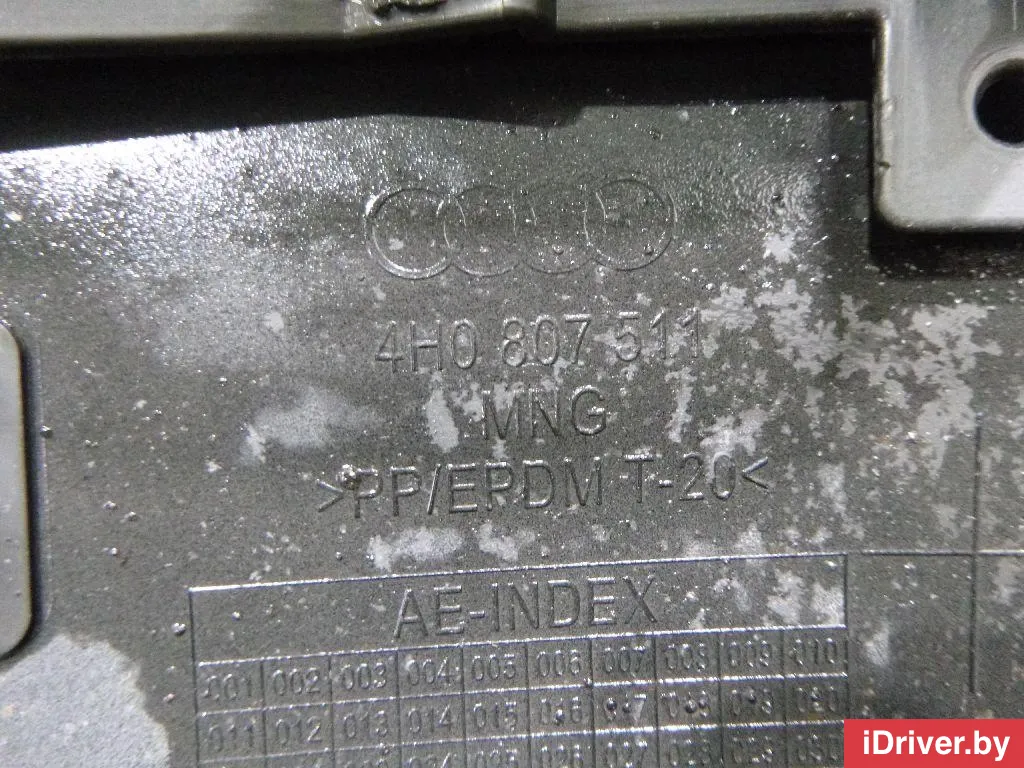 4H0 807 511
MNG
>PP/EPDM T-20<
AE-INDEX
001 002 003 004 005 006 007 008 009 010
011 012 013 014 015
iDriver.by